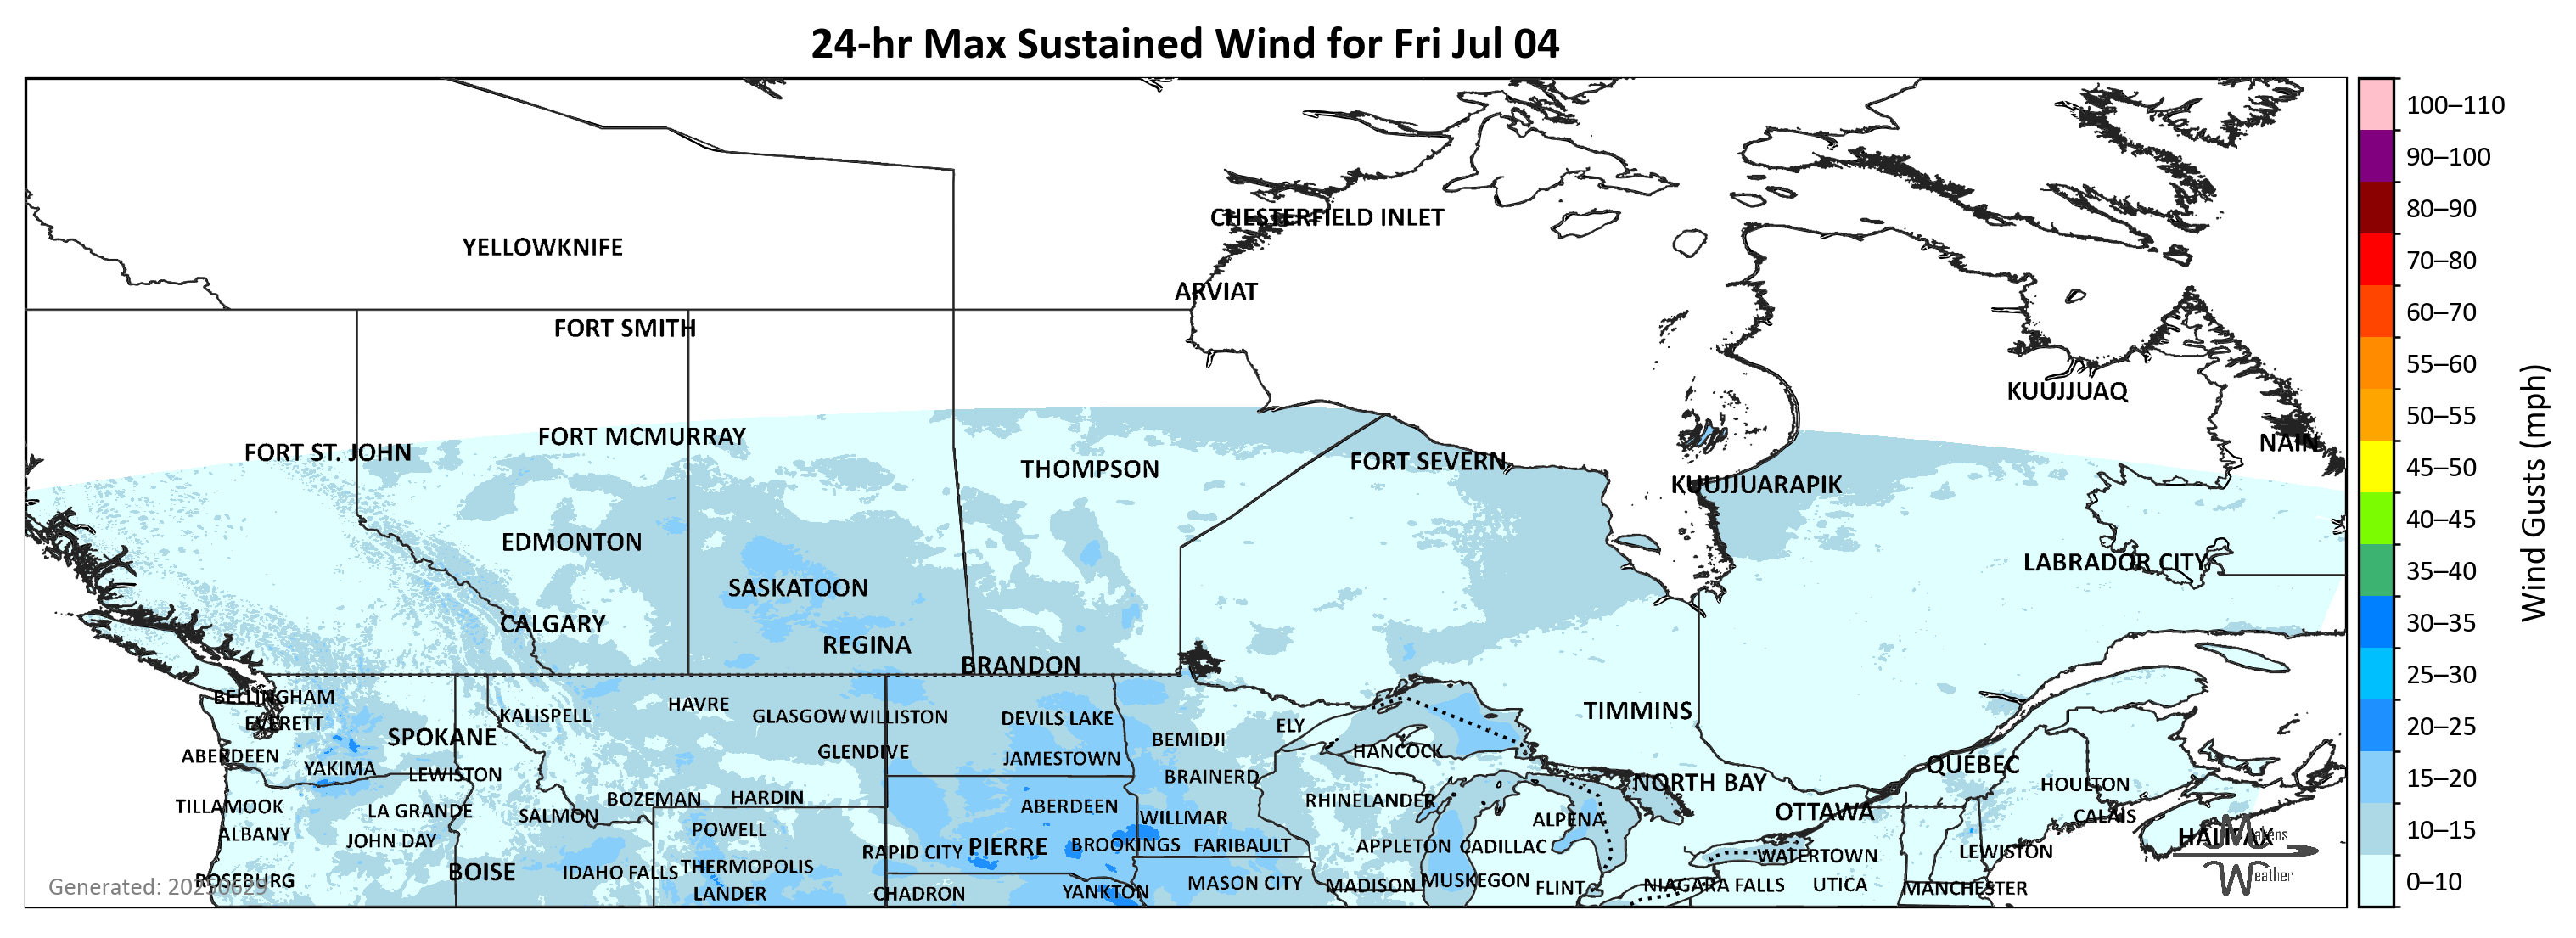 24-hr Max Sustained Wind for Fri Jul 04
100–110
90–100
80–90
CHESTERFIELD INLET
70–80
YELLOWKNIFE
ARVIAT
60–70
FORT SMITH
55–60
KUUJJUAQ
50–55
FORT MCMURRAY
NAIN
FORT ST. JOHN
FORT SEVERN
THOMPSON
45–50
KUUJJUARAPIK
40–45
EDMONTON
LABRADOR CITY
35–40
SASKATOON
CALGARY
30–35
REGINA
BRANDON
25–30
BELLINGHAM
HAVRE
TIMMINS
KALISPELL
GLASGOW
WILLISTON
DEVILS LAKE
EVERETT
ELY
20–25
SPOKANE
BEMIDJI
HANCOCK
GLENDIVE
ABERDEEN
JAMESTOWN
QUÉBEC
YAKIMA
LEWISTON
BRAINERD
15–20
NORTH BAY
HOULTON
BOZEMAN
HARDIN
RHINELANDER
TILLAMOOK
ABERDEEN
LA GRANDE
OTTAWA
SALMON
CALAIS
WILLMAR
ALPENA
10–15
POWELL
ALBANY
HALIFAX
JOHN DAY
BROOKINGS
FARIBAULT
APPLETON
CADILLAC
PIERRE
RAPID CITY
LEWISTON
WATERTOWN
THERMOPOLIS
BOISE
IDAHO FALLS
Makens
Weather
ROSEBURG
MUSKEGON
MASON CITY
0–10
MADISON
NIAGARA FALLS
UTICA
Generated: 20250629
FLINT
MANCHESTER
YANKTON
LANDER
CHADRON
Wind Gusts (mph)